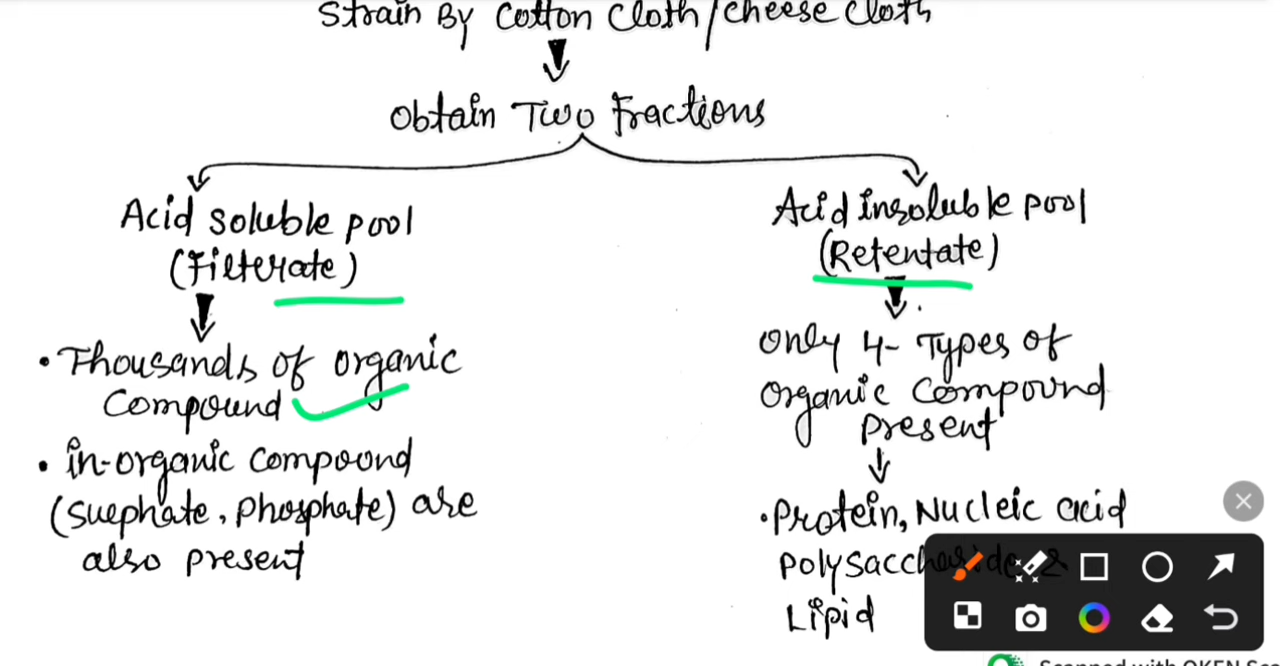 Strain By Cotton Cloth/Cheese Cloth
Obtain Two Fractions
Acid soluble pool
(Filterate)
• Thousands of organic
Compound
• in-organic Compound
(Suephate, Phosphate) are
also present
Acid insoluble pool
(Retentate)
Only 4- Types of
Organic Compound
Present
• Protein, Nucleic acid
Polysaccharide &
Lipid
Scanned with OKEN